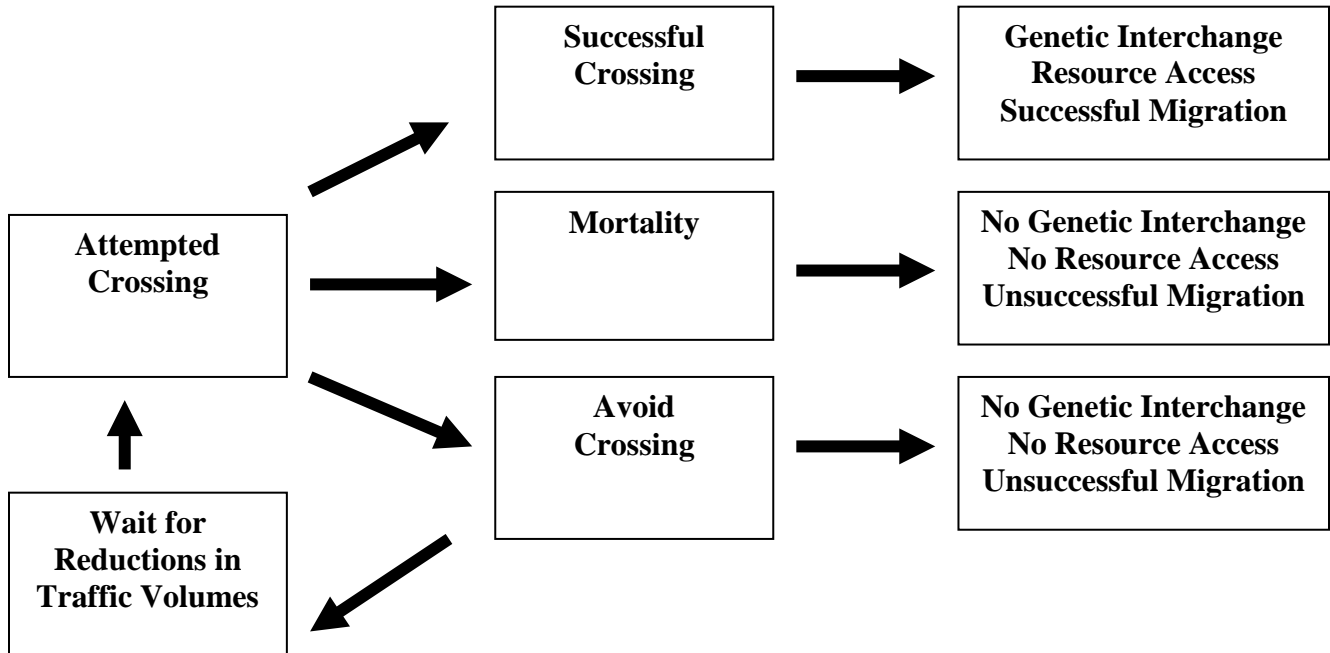 Successful
Crossing
Genetic Interchange
Resource Access
Successful Migration
Attempted
Crossing
Mortality
No Genetic Interchange
No Resource Access
Unsuccessful Migration
Avoid
Crossing
No Genetic Interchange
No Resource Access
Unsuccessful Migration
Wait for
Reductions in
Traffic Volumes